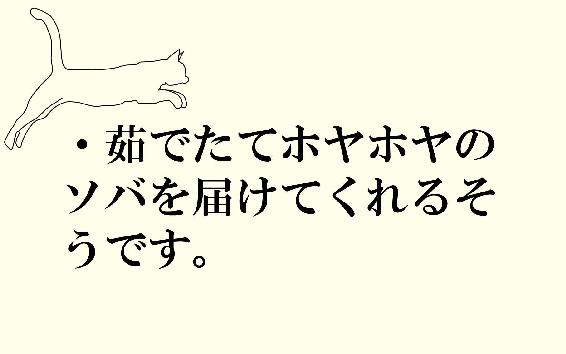 ・茹でたてホヤホヤの
ソバを届けてくれるそ
うです。